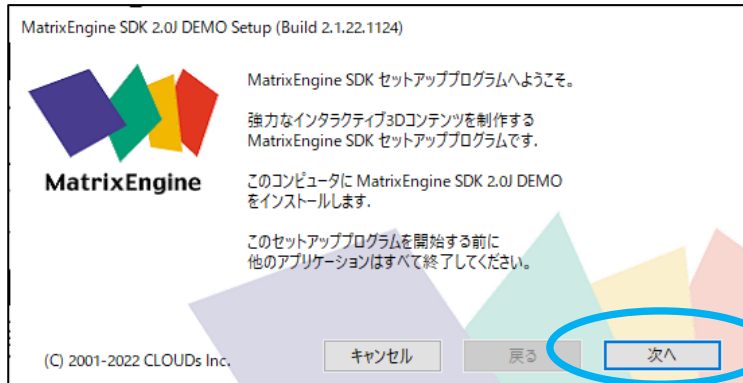 MatrixEngine SDK 2.0J DEMO Setup (Build 2.1.22.1124)
MatrixEngine SDK セットアッププログラムへようこそ。
強力なインタラクティブ3Dコンテンツを制作する
MatrixEngine SDK セットアッププログラムです.
MatrixEngine
このコンピュータに MatrixEngine SDK 2.0J DEMO
をインストールします.
このセットアッププログラムを開始する前に
他のアプリケーションはすべて終了してください。
(C) 2001-2022 CLOUDs Inc.
キャンセル
戻る
次へ